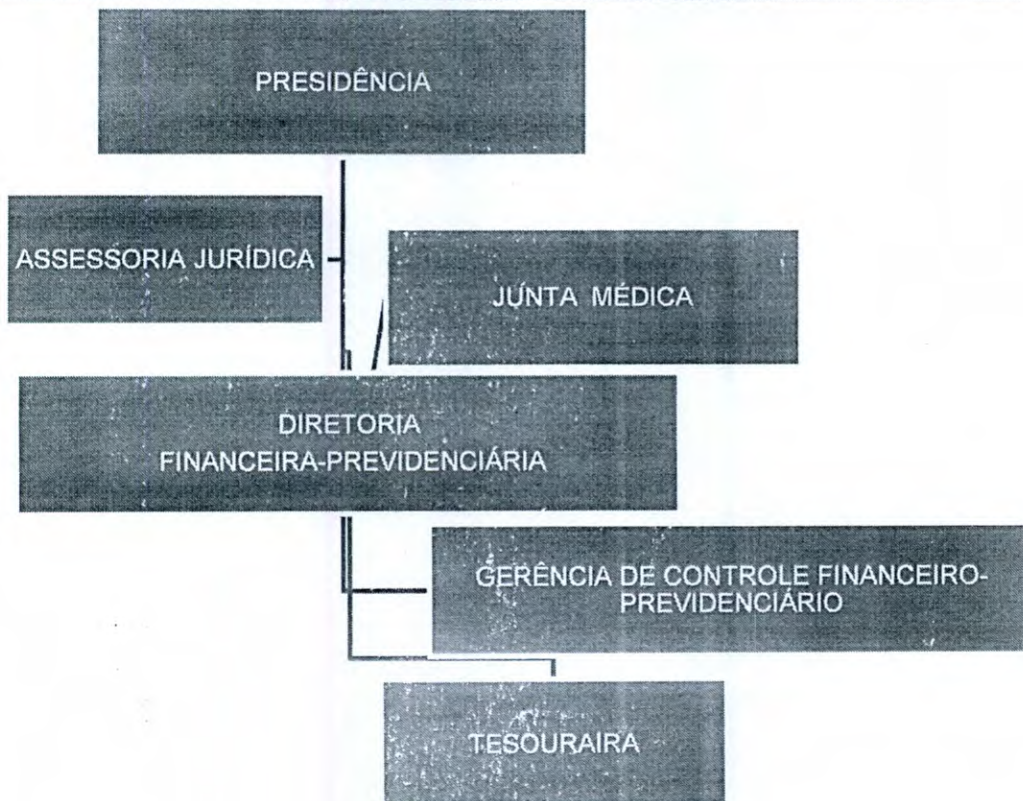 PRESIDÊNCIA
ASSESSORIA JURÍDICA
JUNTA MÉDICA
DIRETORIA
FINANCEIRA-PREVIDENCIÁRIA
GERÊNCIA DE CONTROLE FINANCEIRO-
PREVIDENCIÁRIO
TESOURAIRA